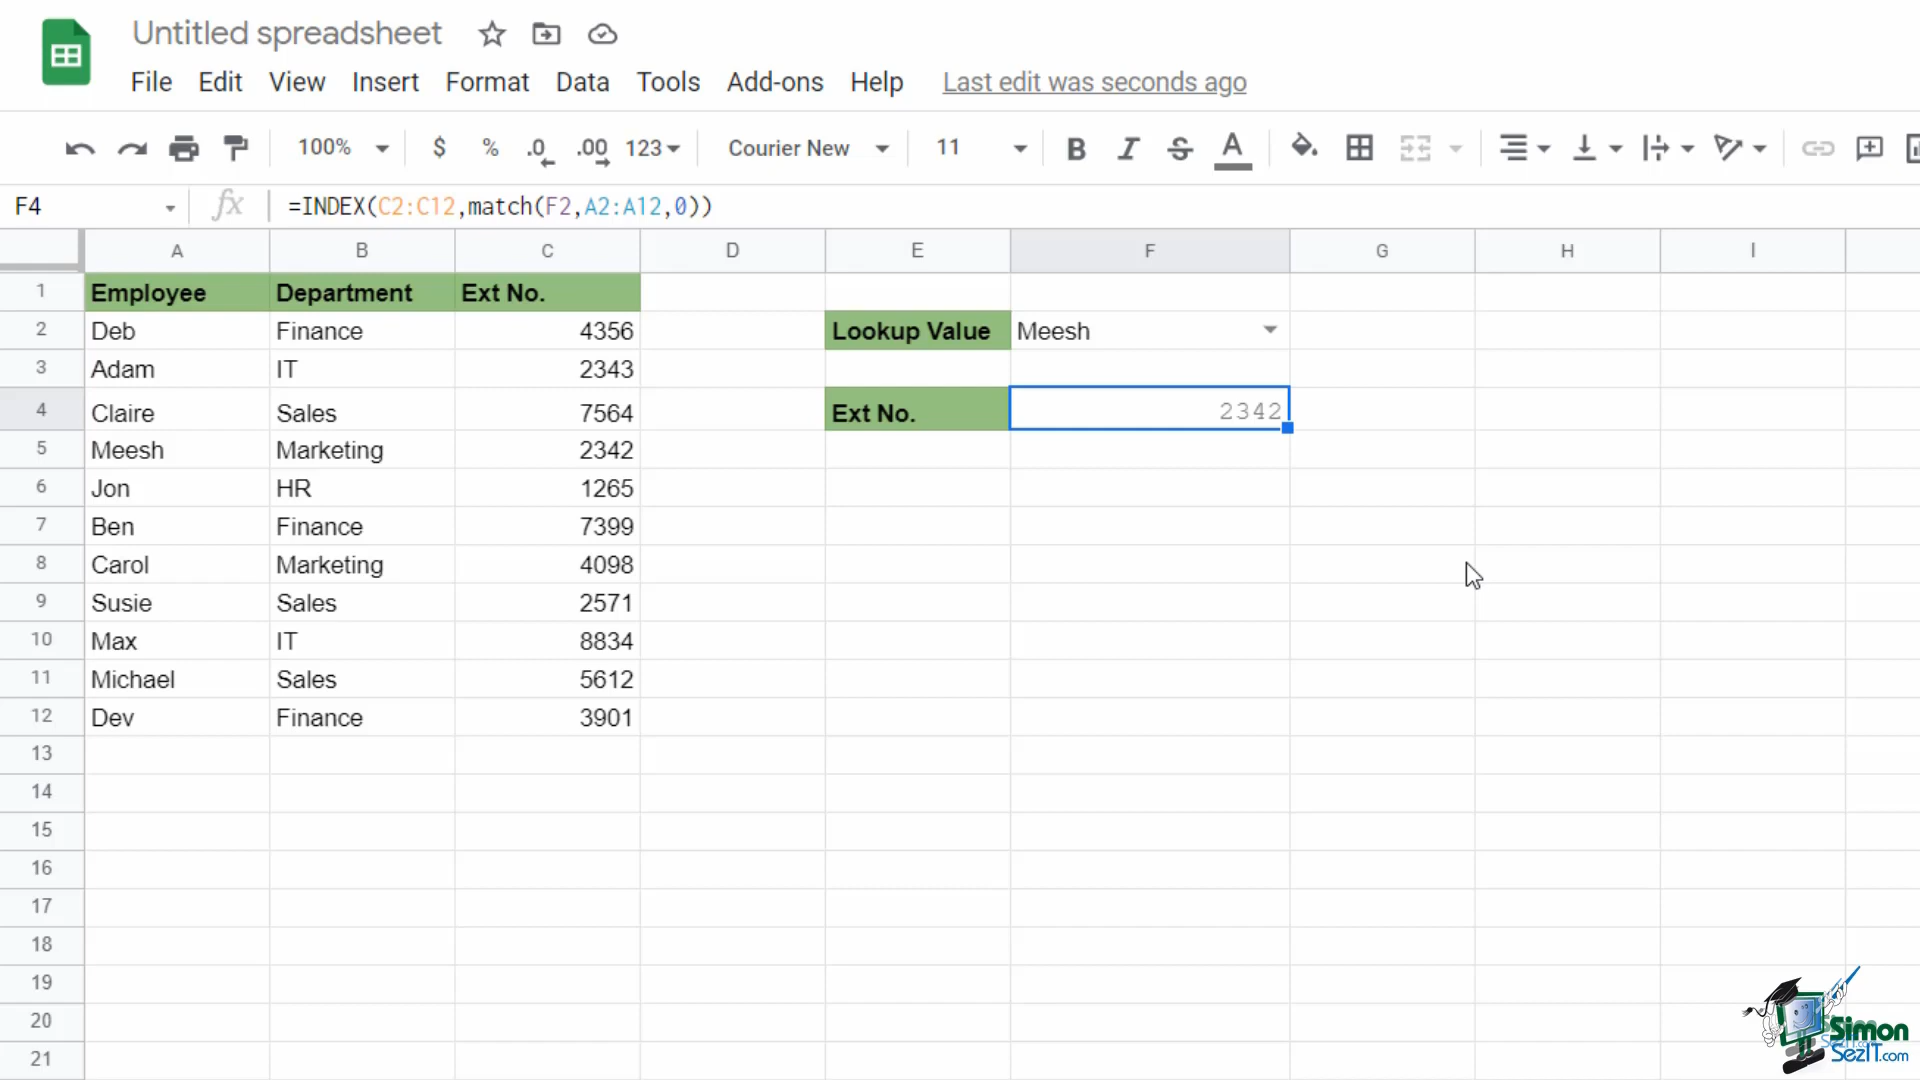 Untitled spreadsheet
File Edit View Insert Format Data Tools Add-ons Help Last edit was seconds ago
100% $ % .0 .00 123 Courier New 11 B I S A
F4 fx =INDEX(C2:C12,match(F2,A2:A12,0))
A B C D E F G H I
1 Employee Department Ext No.
2 Deb Finance 4356 Lookup Value Meesh
3 Adam IT 2343
4 Claire Sales 7564 Ext No. 2342
5 Meesh Marketing 2342
6 Jon HR 1265
7 Ben Finance 7399
8 Carol Marketing 4098
9 Susie Sales 2571
10 Max IT 8834
11 Michael Sales 5612
12 Dev Finance 3901
13
14
15
16
17
18
19
20
21
Simon
SezIT.com